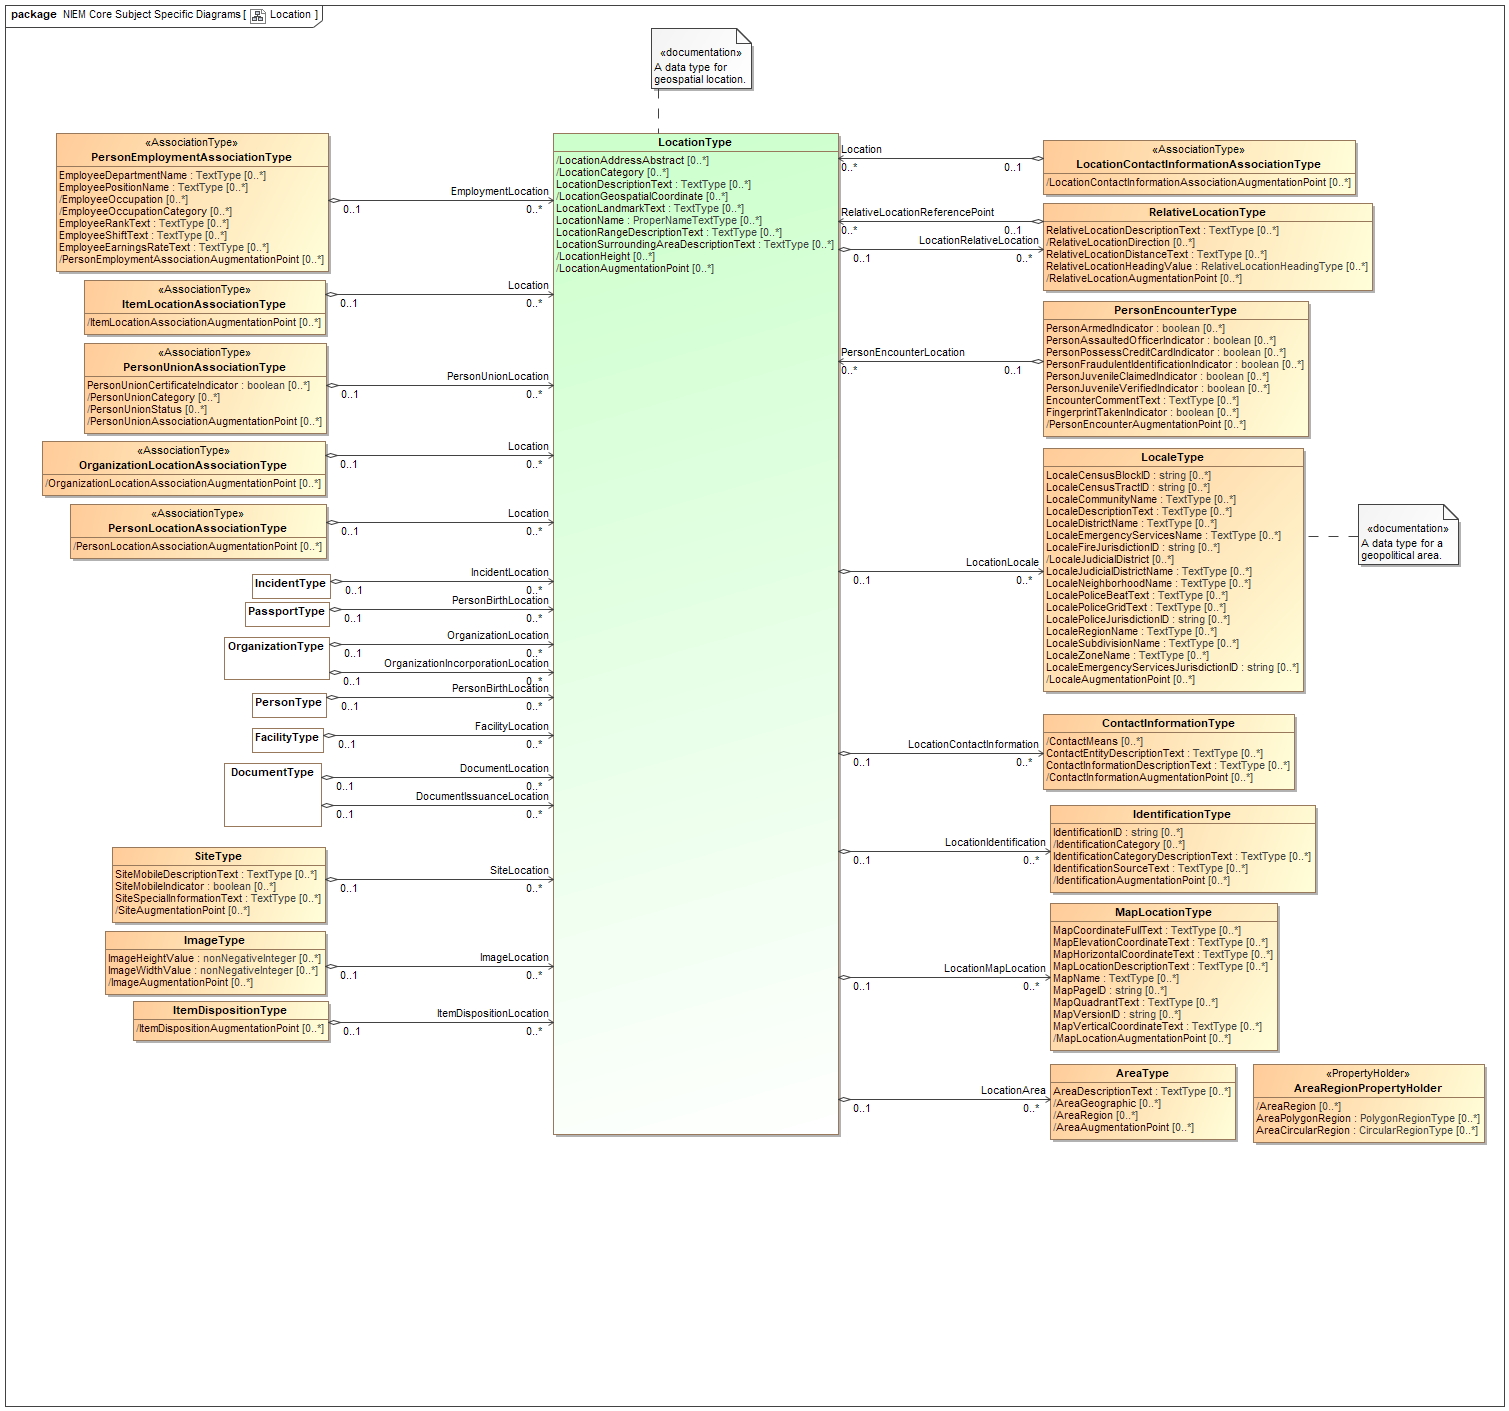 package NIEM Core Subject Specific Diagrams [ Location ]
«documentation»
A data type for
geospatial location.
«AssociationType»
PersonEmploymentAssociationType
EmployeeDepartmentName : TextType [0..*]
EmployeePositionName : TextType [0..*]
/EmployeeOccupation [0..*]
/EmployeeOccupationCategory [0..*]
EmployeeRankText : TextType [0..*]
EmployeeShiftText : TextType [0..*]
EmployeeEarningsRateText : TextType [0..*]
/PersonEmploymentAssociationAugmentationPoint [0..*]
EmploymentLocation
0..1
0..*
«AssociationType»
ItemLocationAssociationType
/ItemLocationAssociationAugmentationPoint [0..*]
Location
0..1
0..*
«AssociationType»
PersonUnionAssociationType
PersonUnionCertificateIndicator : boolean [0..*]
/PersonUnionCategory [0..*]
/PersonUnionStatus [0..*]
/PersonUnionAssociationAugmentationPoint [0..*]
PersonUnionLocation
0..1
0..*
«AssociationType»
OrganizationLocationAssociationType
/OrganizationLocationAssociationAugmentationPoint [0..*]
Location
0..1
0..*
«AssociationType»
PersonLocationAssociationType
/PersonLocationAssociationAugmentationPoint [0..*]
Location
0..1
0..*
IncidentType
IncidentLocation
0..1
0..*
PassportType
PersonBirthLocation
0..1
0..*
OrganizationType
OrganizationLocation
0..1
0..*
OrganizationIncorporationLocation
0..1
0..*
PersonType
PersonBirthLocation
0..1
0..*
FacilityType
FacilityLocation
0..1
0..*
DocumentType
DocumentLocation
0..1
0..*
DocumentIssuanceLocation
0..1
0..*
SiteType
SiteMobileDescriptionText : TextType [0..*]
SiteMobileIndicator : boolean [0..*]
SiteSpecialInformationText : TextType [0..*]
/SiteAugmentationPoint [0..*]
SiteLocation
0..1
0..*
ImageType
ImageHeightValue : nonNegativeInteger [0..*]
ImageWidthValue : nonNegativeInteger [0..*]
/ImageAugmentationPoint [0..*]
ImageLocation
0..1
0..*
ItemDispositionType
/ItemDispositionAugmentationPoint [0..*]
ItemDispositionLocation
0..1
0..*
LocationType
/LocationAddressAbstract [0..*]
/LocationCategory [0..*]
LocationDescriptionText : TextType [0..*]
/LocationGeospatialCoordinate [0..*]
LocationLandmarkText : TextType [0..*]
LocationName : ProperNameTextType [0..*]
LocationRangeDescriptionText : TextType [0..*]
LocationSurroundingAreaDescriptionText : TextType [0..*]
/LocationHeight [0..*]
/LocationAugmentationPoint [0..*]
Location
0..*
0..1
«AssociationType»
LocationContactInformationAssociationType
/LocationContactInformationAssociationAugmentationPoint [0..*]
RelativeLocationReferencePoint
0..*
0..1
LocationRelativeLocation
0..1
0..*
RelativeLocationType
RelativeLocationDescriptionText : TextType [0..*]
/RelativeLocationDirection [0..*]
RelativeLocationDistanceText : TextType [0..*]
RelativeLocationHeadingValue : RelativeLocationHeadingType [0..*]
/RelativeLocationAugmentationPoint [0..*]
PersonEncounterLocation
0..*
0..1
PersonEncounterType
PersonArmedIndicator : boolean [0..*]
PersonAssaultedOfficerIndicator : boolean [0..*]
PersonPossessCreditCardIndicator : boolean [0..*]
PersonFraudulentIdentificationIndicator : boolean [0..*]
PersonJuvenileClaimedIndicator : boolean [0..*]
PersonJuvenileVerifiedIndicator : boolean [0..*]
EncounterCommentText : TextType [0..*]
FingerprintTakenIndicator : boolean [0..*]
/PersonEncounterAugmentationPoint [0..*]
LocationLocale
0..1
0..*
LocaleType
LocaleCensusBlockID : string [0..*]
LocaleCensusTractID : string [0..*]
LocaleCommunityName : TextType [0..*]
LocaleDescriptionText : TextType [0..*]
LocaleDistrictName : TextType [0..*]
LocaleEmergencyServicesName : TextType [0..*]
LocaleFireJurisdictionID : string [0..*]
/LocaleJudicialDistrict [0..*]
LocaleJudicialDistrictName : TextType [0..*]
LocaleNeighborhoodName : TextType [0..*]
LocalePoliceBeatText : TextType [0..*]
LocalePoliceGridText : TextType [0..*]
LocalePoliceJurisdictionID : string [0..*]
LocaleRegionName : TextType [0..*]
LocaleSubdivisionName : TextType [0..*]
LocaleZoneName : TextType [0..*]
LocaleEmergencyServicesJurisdictionID : string [0..*]
/LocaleAugmentationPoint [0..*]
«documentation»
A data type for a
geopolitical area.
LocationContactInformation
0..1
0..*
ContactInformationType
/ContactMeans [0..*]
ContactEntityDescriptionText : TextType [0..*]
ContactInformationDescriptionText : TextType [0..*]
/ContactInformationAugmentationPoint [0..*]
LocationIdentification
0..1
0..*
IdentificationType
IdentificationID : string [0..*]
/IdentificationCategory [0..*]
IdentificationCategoryDescriptionText : TextType [0..*]
IdentificationSourceText : TextType [0..*]
/IdentificationAugmentationPoint [0..*]
LocationMapLocation
0..1
0..*
MapLocationType
MapCoordinateFullText : TextType [0..*]
MapElevationCoordinateText : TextType [0..*]
MapHorizontalCoordinateText : TextType [0..*]
MapLocationDescriptionText : TextType [0..*]
MapName : TextType [0..*]
MapPageID : string [0..*]
MapQuadrantText : TextType [0..*]
MapVersionID : string [0..*]
MapVerticalCoordinateText : TextType [0..*]
/MapLocationAugmentationPoint [0..*]
LocationArea
0..1
0..*
AreaType
AreaDescriptionText : TextType [0..*]
/AreaGeographic [0..*]
/AreaRegion [0..*]
/AreaAugmentationPoint [0..*]
«PropertyHolder»
AreaRegionPropertyHolder
/AreaRegion [0..*]
AreaPolygonRegion : PolygonRegionType [0..*]
AreaCircularRegion : CircularRegionType [0..*]